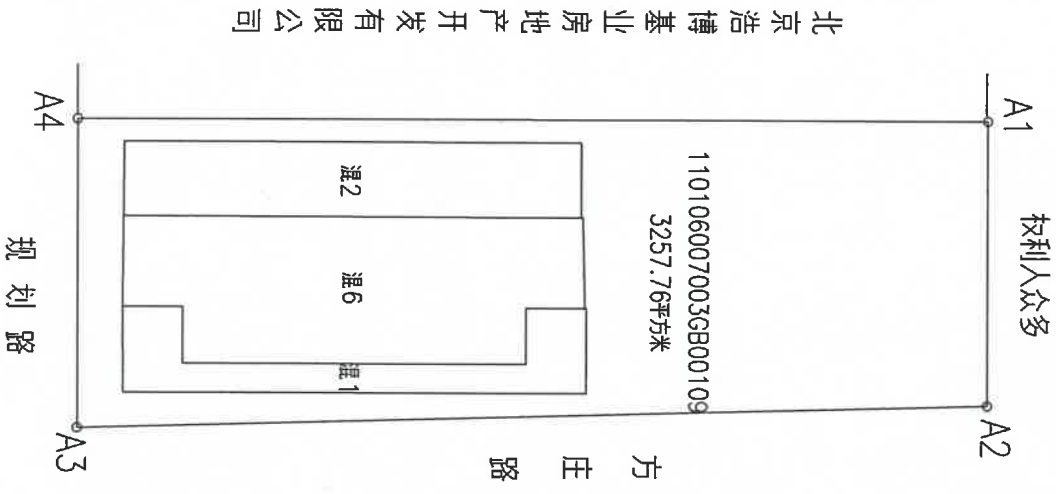 北京浩博基业房地产开发有限公司
A4
A1
混2
110106007003GB00109
3257.76平方米
权利人众多
混6
规划路
混1
A3
A2
方庄路